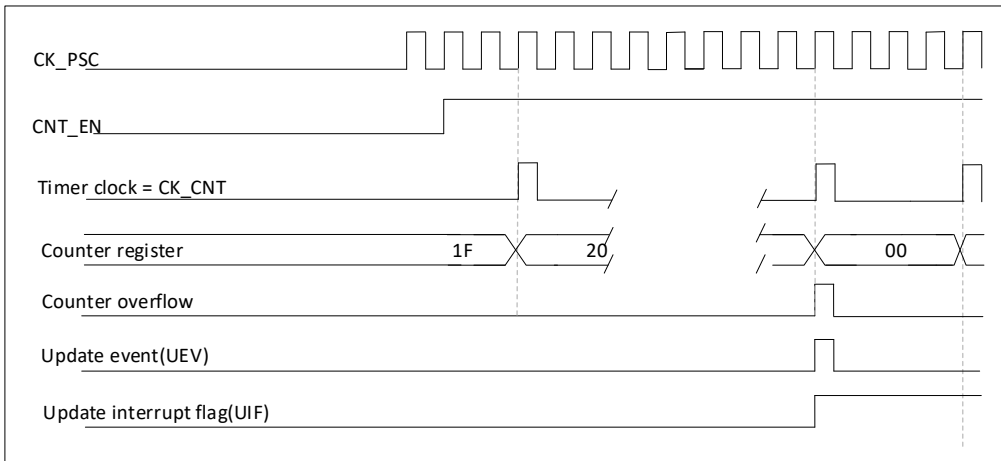 CK_PSC
CNT_EN
Timer clock = CK_CNT
Counter register 1F 20 00
Counter overflow
Update event(UEV)
Update interrupt flag(UIF)